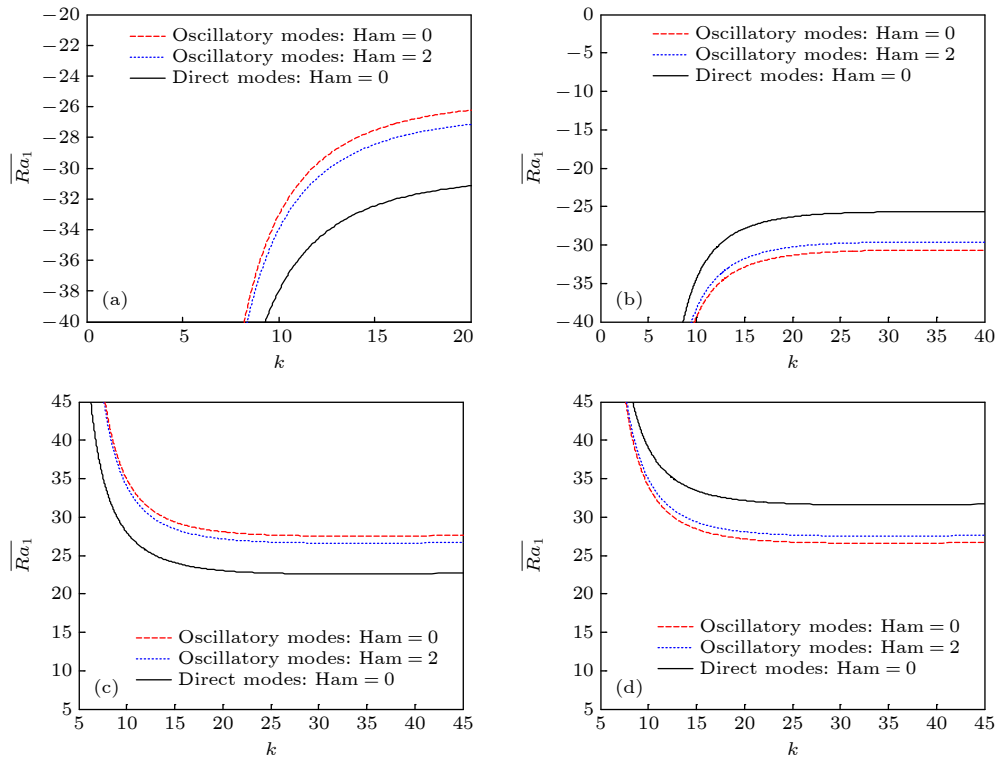 −20
−22
−24
−26
−28
−30
−32
−34
−36
−38
−40
Oscillatory modes: Ham = 0
Oscillatory modes: Ham = 2
Direct modes: Ham = 0
Ra1
(a)
0 5 10 15 20
k
0
−5
−10
−15
−20
−25
−30
−35
−40
Oscillatory modes: Ham = 0
Oscillatory modes: Ham = 2
Direct modes: Ham = 0
Ra1
(b)
0 5 10 15 20 25 30 35 40
k
45
40
35
30
25
20
15
10
5
Ra1
Oscillatory modes: Ham = 0
Oscillatory modes: Ham = 2
Direct modes: Ham = 0
(c)
5 10 15 20 25 30 35 40 45
k
45
40
35
30
25
20
15
10
5
Ra1
Oscillatory modes: Ham = 0
Oscillatory modes: Ham = 2
Direct modes: Ham = 0
(d)
5 10 15 20 25 30 35 40 45
k